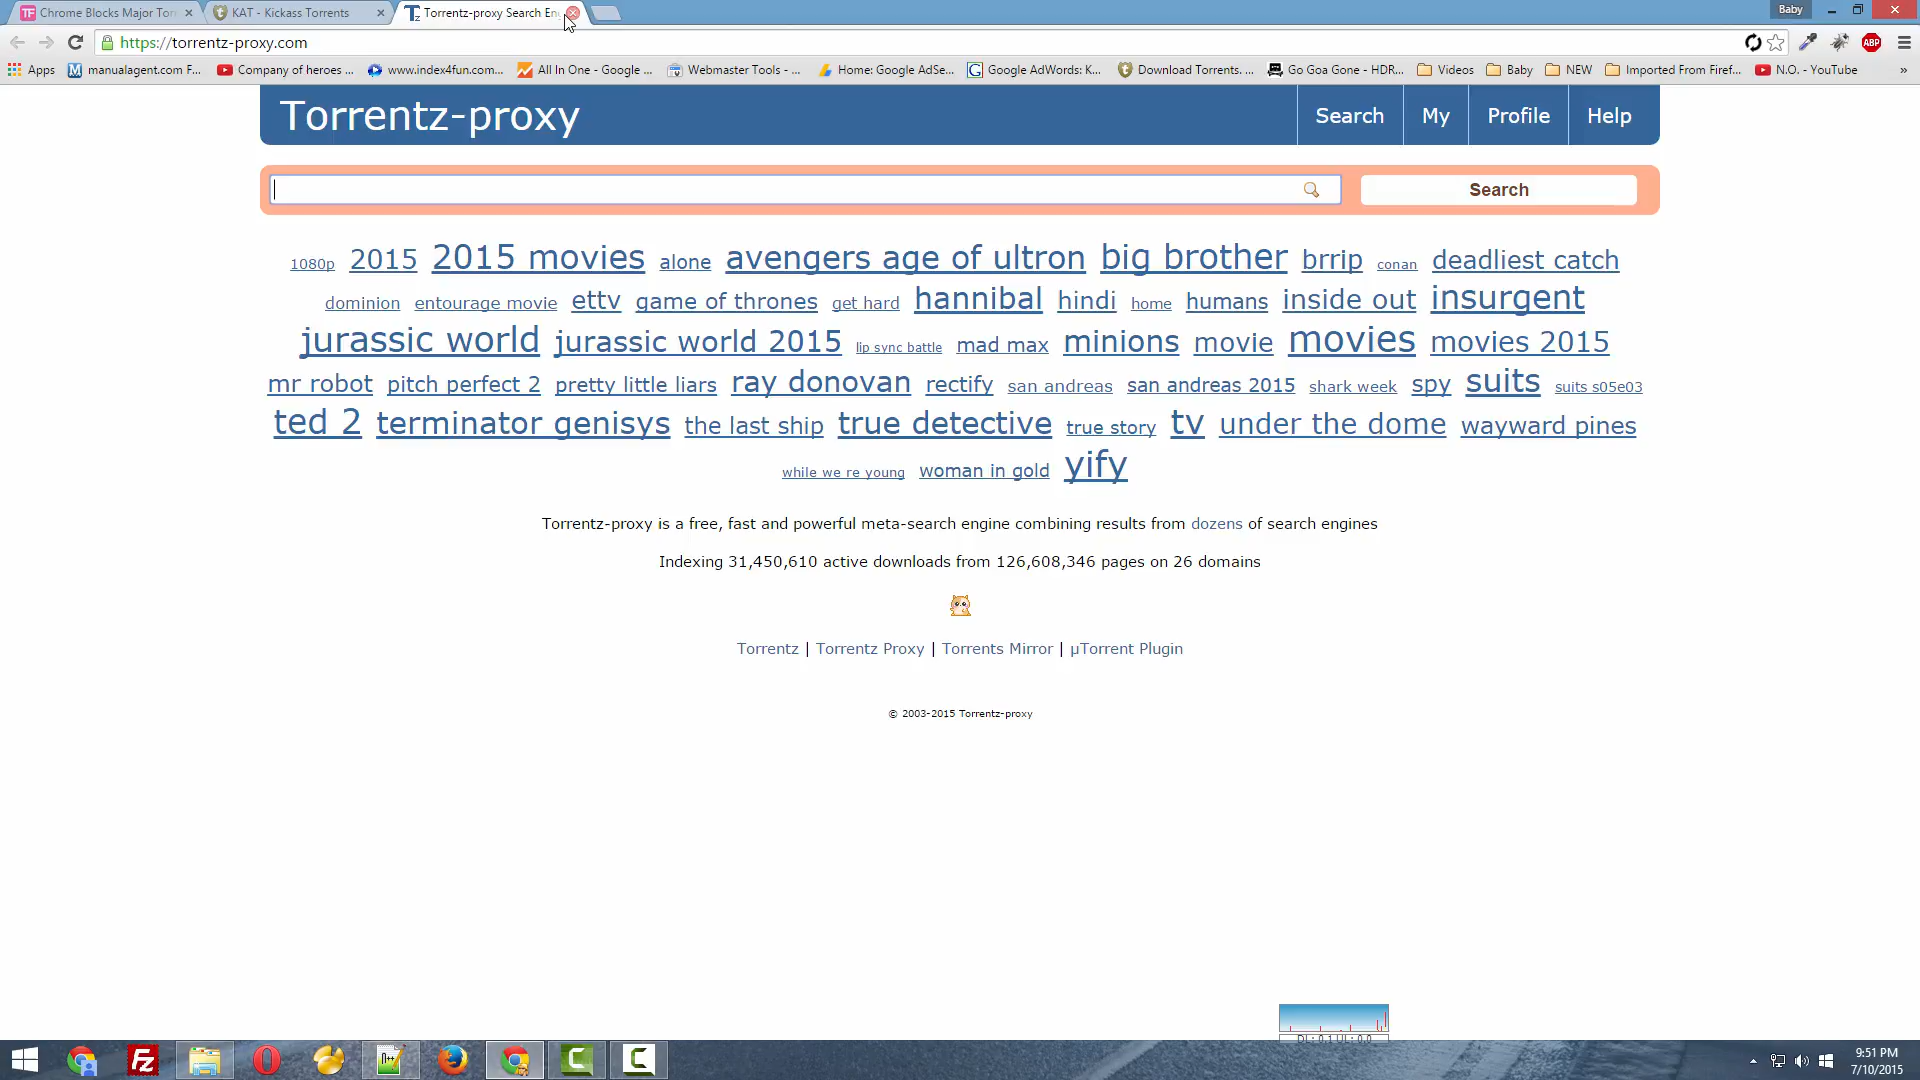 Chrome Blocks Major Tor
KAT - Kickass Torrents
Torrentz-proxy Search En
Baby
https://torrentz-proxy.com
ABP
Apps manualagent.com F... Company of heroes ... www.index4fun.com... All In One - Google ... Webmaster Tools - ... Home: Google AdSe... Google AdWords: K... Download Torrents. ... Go Goa Gone - HDR... Videos Baby NEW Imported From Firef... N.O. - YouTube »
Torrentz-proxy Search My Profile Help
Search
1080p 2015 2015 movies alone avengers age of ultron big brother brrip conan deadliest catch
dominion entourage movie ettv game of thrones get hard hannibal hindi home humans inside out insurgent
jurassic world jurassic world 2015 lip sync battle mad max minions movie movies movies 2015
mr robot pitch perfect 2 pretty little liars ray donovan rectify san andreas san andreas 2015 shark week spy suits suits s05e03
ted 2 terminator genisys the last ship true detective true story tv under the dome wayward pines
while we re young woman in gold yify
Torrentz-proxy is a free, fast and powerful meta-search engine combining results from dozens of search engines
Indexing 31,450,610 active downloads from 126,608,346 pages on 26 domains
Torrentz | Torrentz Proxy | Torrents Mirror | µTorrent Plugin
© 2003-2015 Torrentz-proxy
9:51 PM
7/10/2015